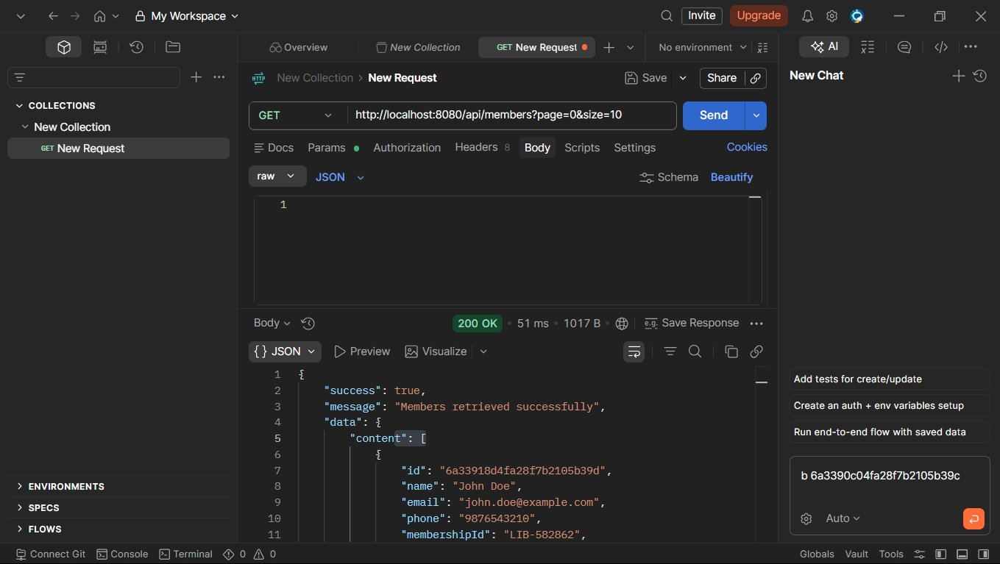 My Workspace
Invite
Upgrade
Overview
New Collection
GET New Request
No environment
AI
New Chat
HTTP New Collection > New Request
Save
Share
COLLECTIONS
New Collection
GET New Request
GET
http://localhost:8080/api/members?page=0&size=10
Send
Docs
Params
Authorization
Headers 8
Body
Scripts
Settings
Cookies
raw
JSON
Schema
Beautify
1
Body
200 OK
51 ms
1017 B
e.g. Save Response
{} JSON
Preview
Visualize
1 {
2 "success": true,
3 "message": "Members retrieved successfully",
4 "data": {
5 "content": [
6 {
7 "id": "6a33918d4fa28f7b2105b39d",
8 "name": "John Doe",
9 "email": "john.doe@example.com",
10 "phone": "9876543210",
11 "membershipId": "LIB-582862",
Add tests for create/update
Create an auth + env variables setup
Run end-to-end flow with saved data
b 6a3390c04fa28f7b2105b39c
Auto
ENVIRONMENTS
SPECS
FLOWS
Connect Git
Console
Terminal
0
0
Globals
Vault
Tools